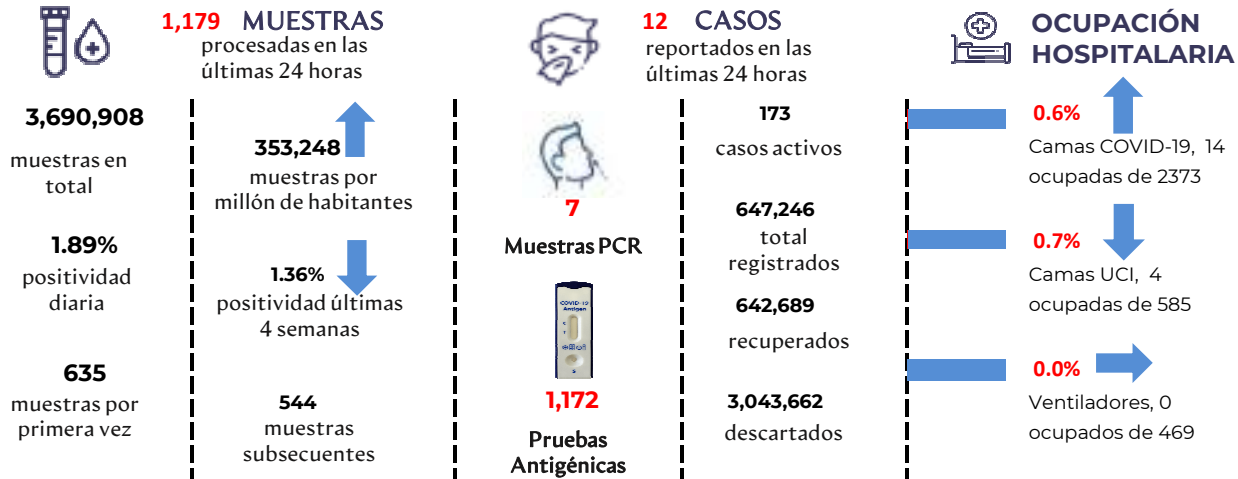 1,179 MUESTRAS
procesadas en las
últimas 24 horas
3,690,908
muestras en
total
1.89%
positividad
diaria
635
muestras por
primera vez
353,248
muestras por
millón de habitantes
1.36%
positividad últimas
4 semanas
544
muestras
subsecuentes
12 CASOS
reportados en las
últimas 24 horas
7
Muestras PCR
COVID-19
Antigen
C
T
S
1,172
Pruebas
Antigénicas
173
casos activos
647,246
total
registrados
642,689
recuperados
3,043,662
descartados
OCUPACIÓN
HOSPITALARIA
0.6%
Camas COVID-19, 14
ocupadas de 2373
0.7%
Camas UCI, 4
ocupadas de 585
0.0%
Ventiladores, 0
ocupados de 469